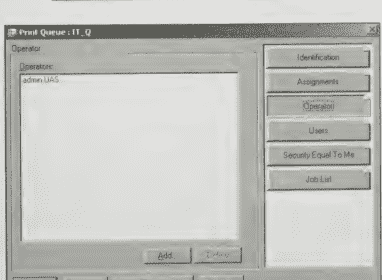 Print Queue : IT_Q
Operator
Operators:
admin.UAS
Add...
Delete
Identification
Assignments
Operator
Users
Security Equal To Me
Job List